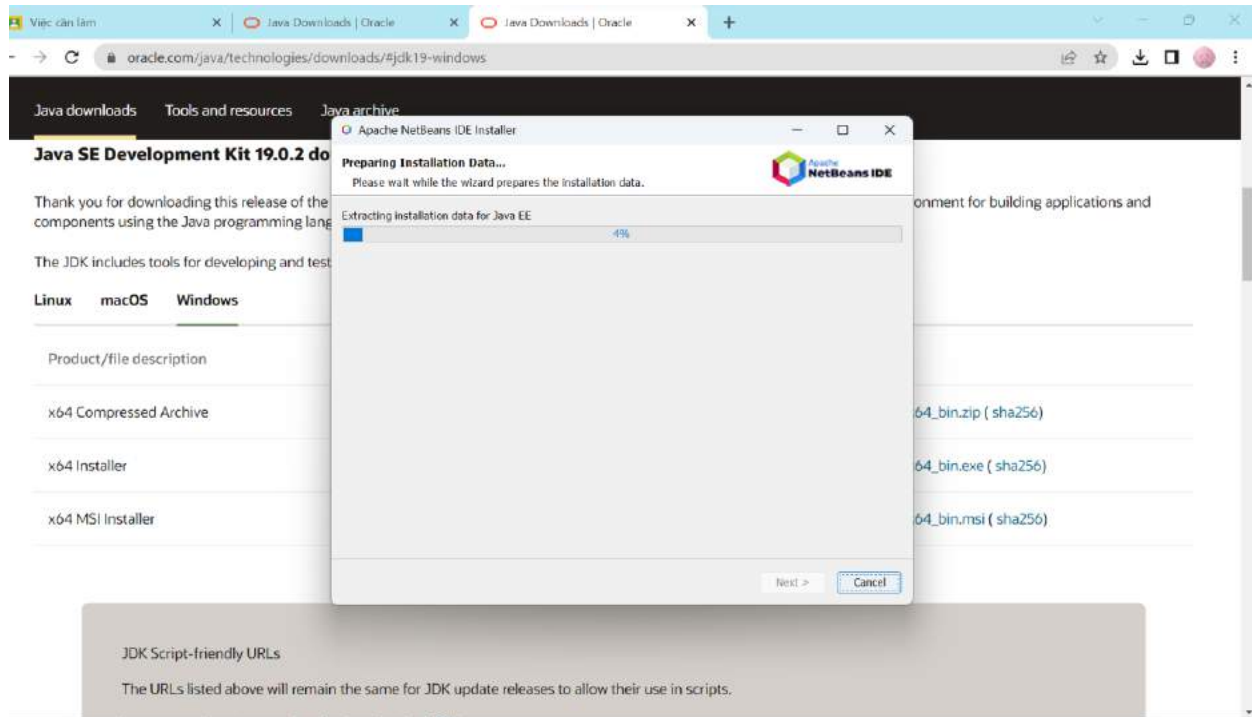 Việc cần làm
Java Downloads | Oracle
Java Downloads | Oracle
oracle.com/java/technologies/downloads/#jdk19-windows
Java downloads Tools and resources Java archive
Java SE Development Kit 19.0.2 do
Thank you for downloading this release of the
onment for building applications and
components using the Java programming lang
The JDK includes tools for developing and test
Linux macOS Windows
Product/file description
x64 Compressed Archive
64_bin.zip ( sha256)
x64 Installer
64_bin.exe ( sha256)
x64 MSI Installer
64_bin.msi ( sha256)
Apache NetBeans IDE Installer
Preparing Installation Data...
Please wait while the wizard prepares the installation data.
Apache
NetBeans IDE
Extracting installation data for Java EE
4%
Next > Cancel
JDK Script-friendly URLs
The URLs listed above will remain the same for JDK update releases to allow their use in scripts.